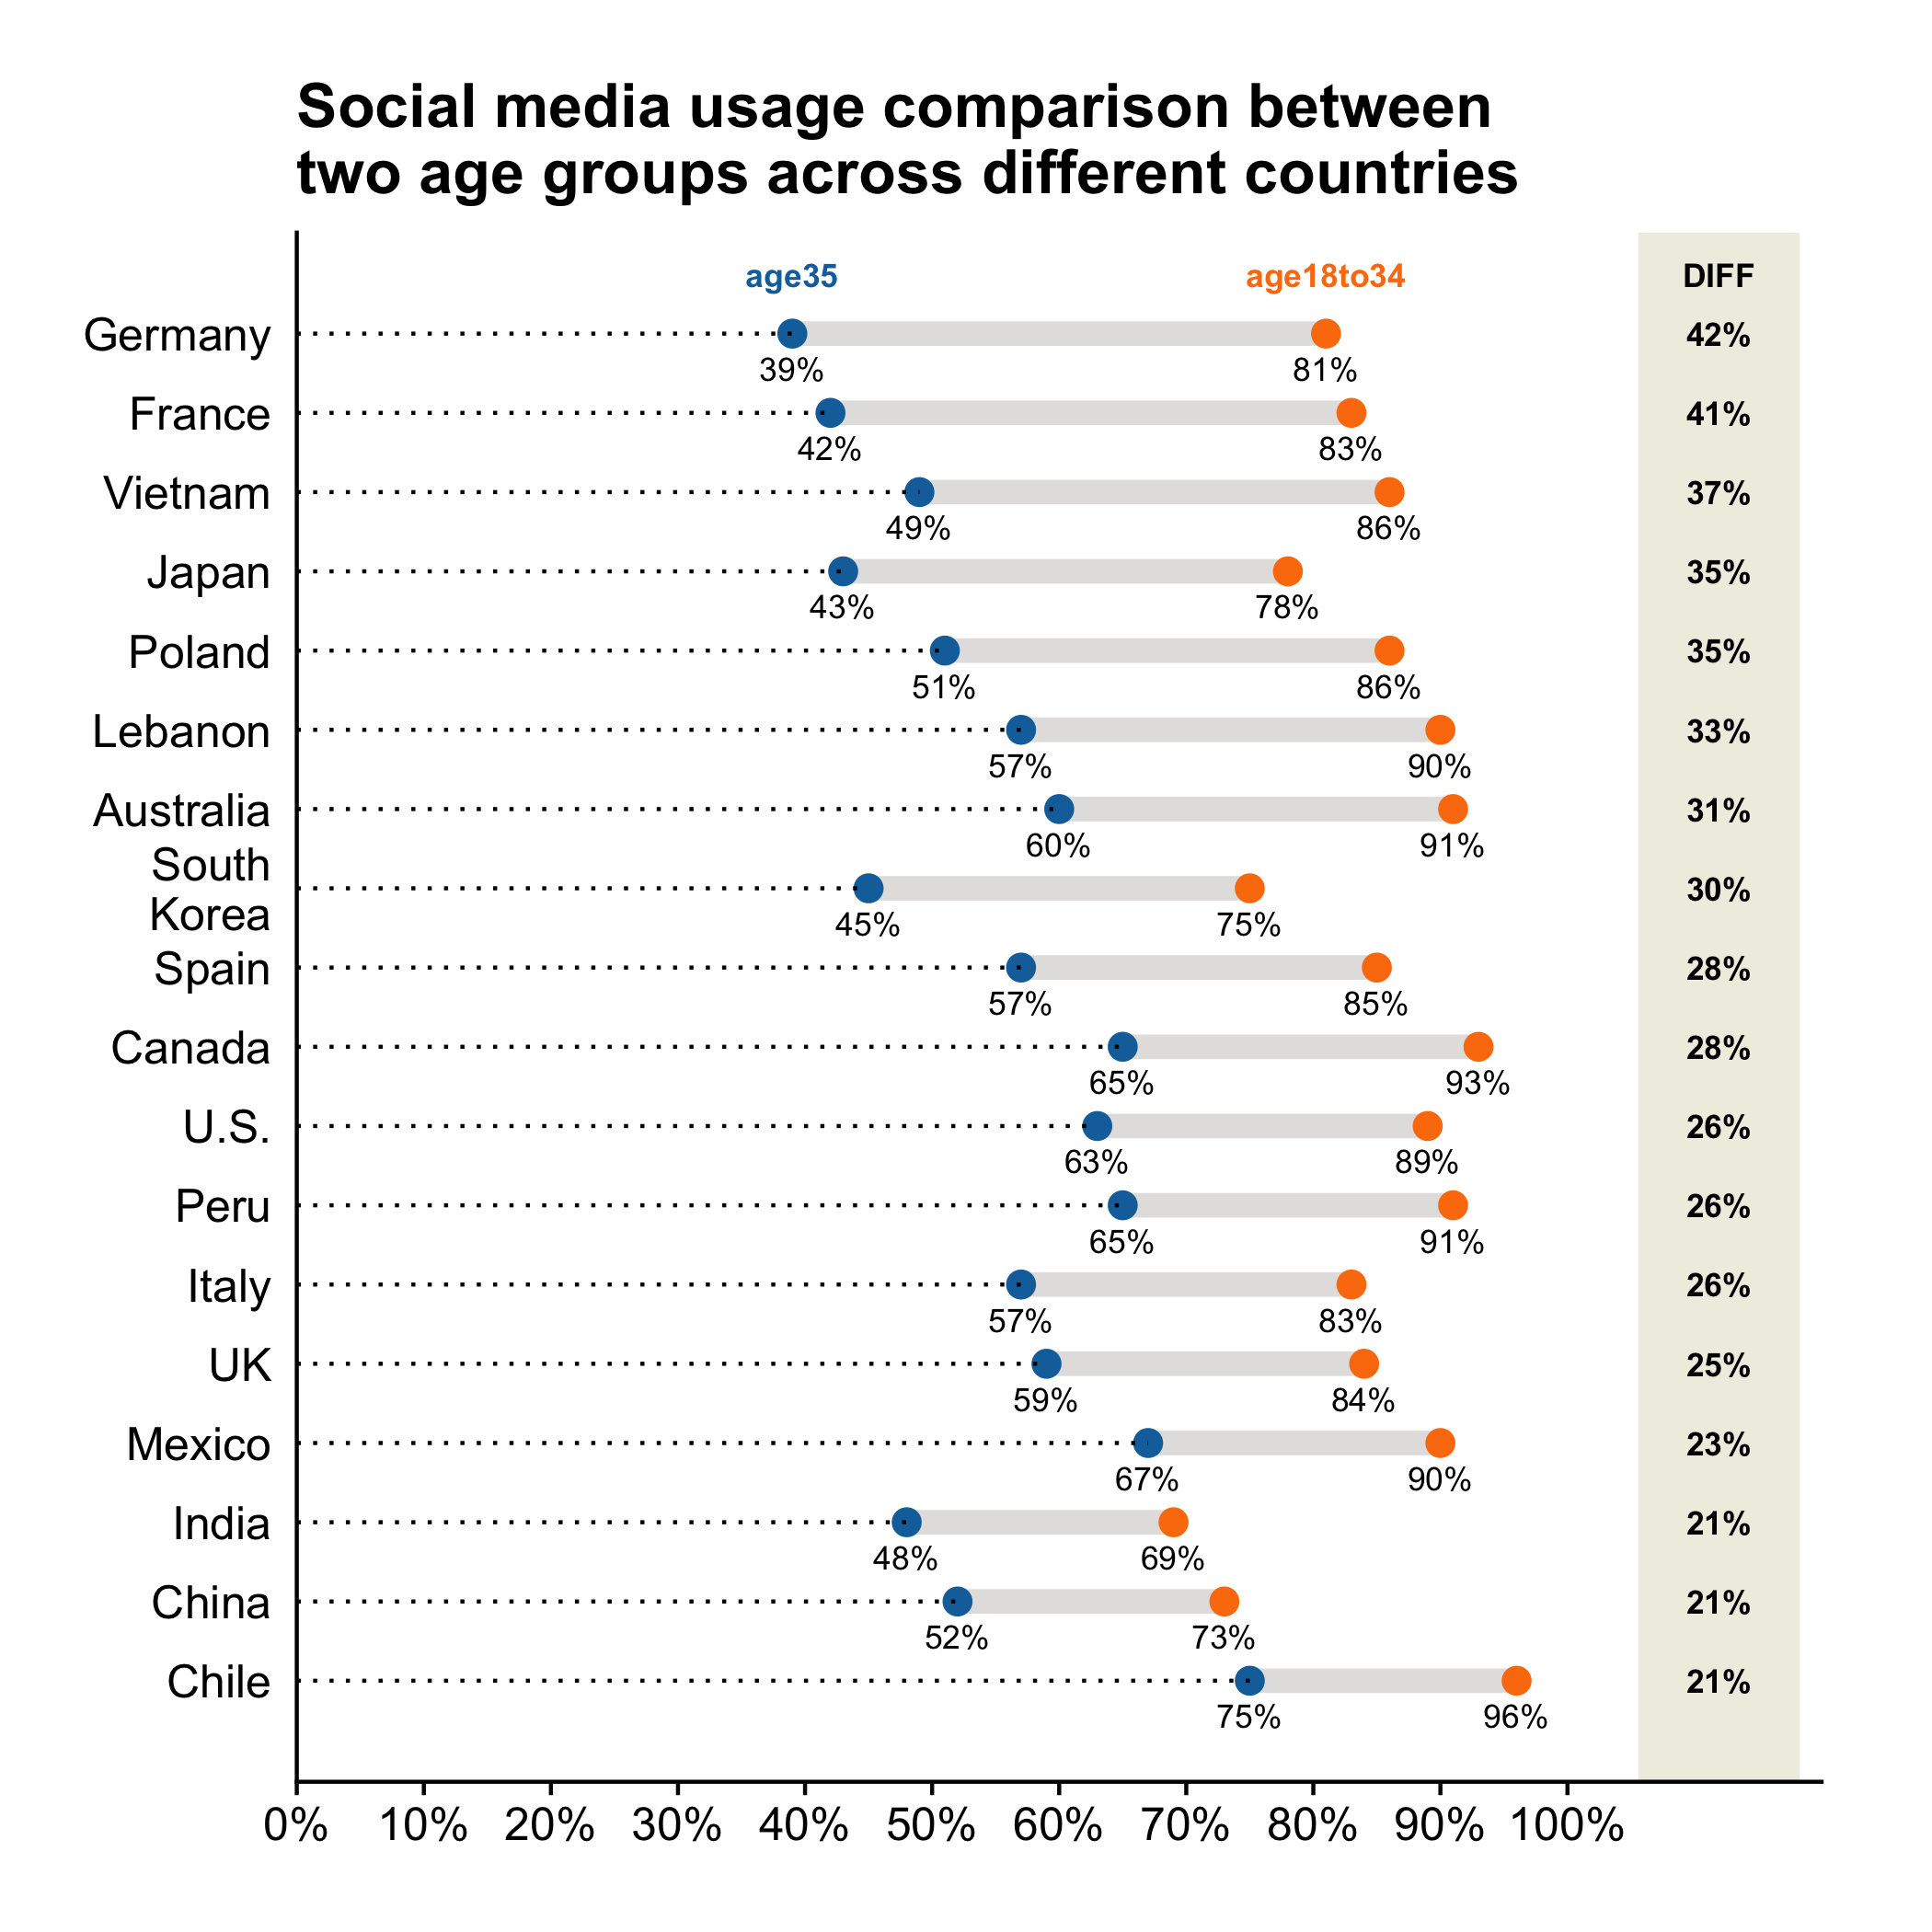 Social media usage comparison between
two age groups across different countries
age35 age18to34 DIFF
Germany 42%
39% 81%
France 41%
42% 83%
Vietnam 37%
49% 86%
Japan 35%
43% 78%
Poland 35%
51% 86%
Lebanon 33%
57% 90%
Australia 31%
60% 91%
South
Korea 30%
45% 75%
Spain 28%
57% 85%
Canada 28%
65% 93%
U.S. 26%
63% 89%
Peru 26%
65% 91%
Italy 26%
57% 83%
UK 25%
59% 84%
Mexico 23%
67% 90%
India 21%
48% 69%
China 21%
52% 73%
Chile 21%
75% 96%
0% 10% 20% 30% 40% 50% 60% 70% 80% 90% 100%